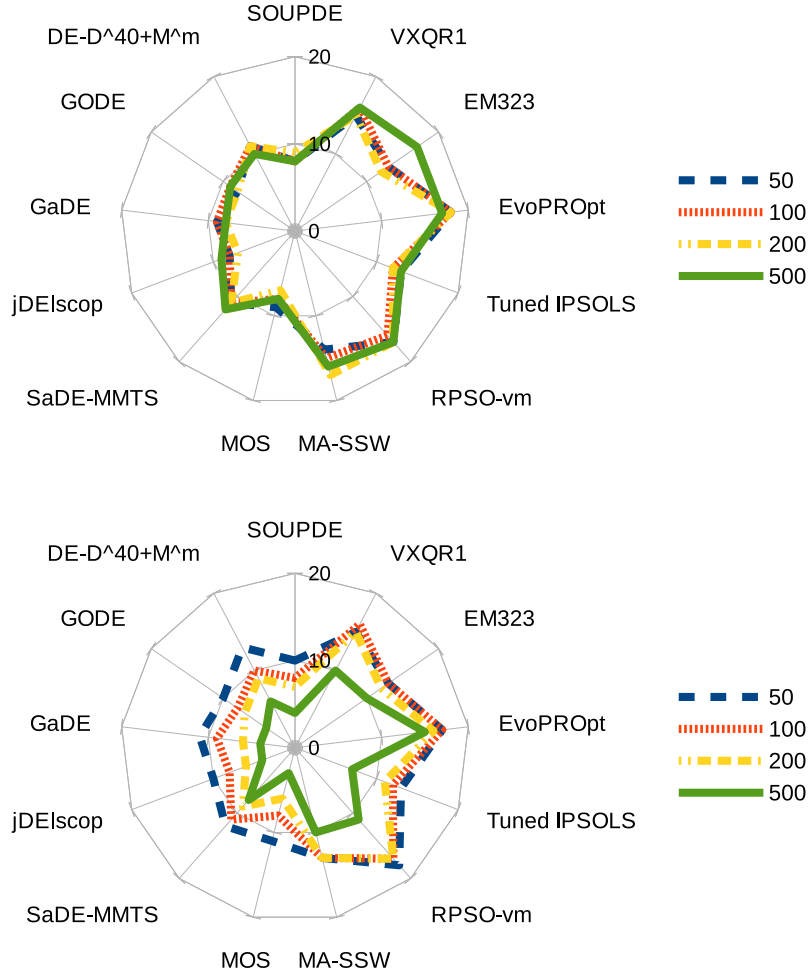 SOUPDE
DE-D^40+M^m
VXQR1
20
GODE
EM323
10
50
GaDE
EvoPROpt
100
0
200
500
jDElscop
Tuned IPSOLS
SaDE-MMTS
RPSO-vm
MOS
MA-SSW
SOUPDE
DE-D^40+M^m
VXQR1
20
GODE
EM323
10
50
GaDE
EvoPROpt
100
0
200
500
jDElscop
Tuned IPSOLS
SaDE-MMTS
RPSO-vm
MOS
MA-SSW